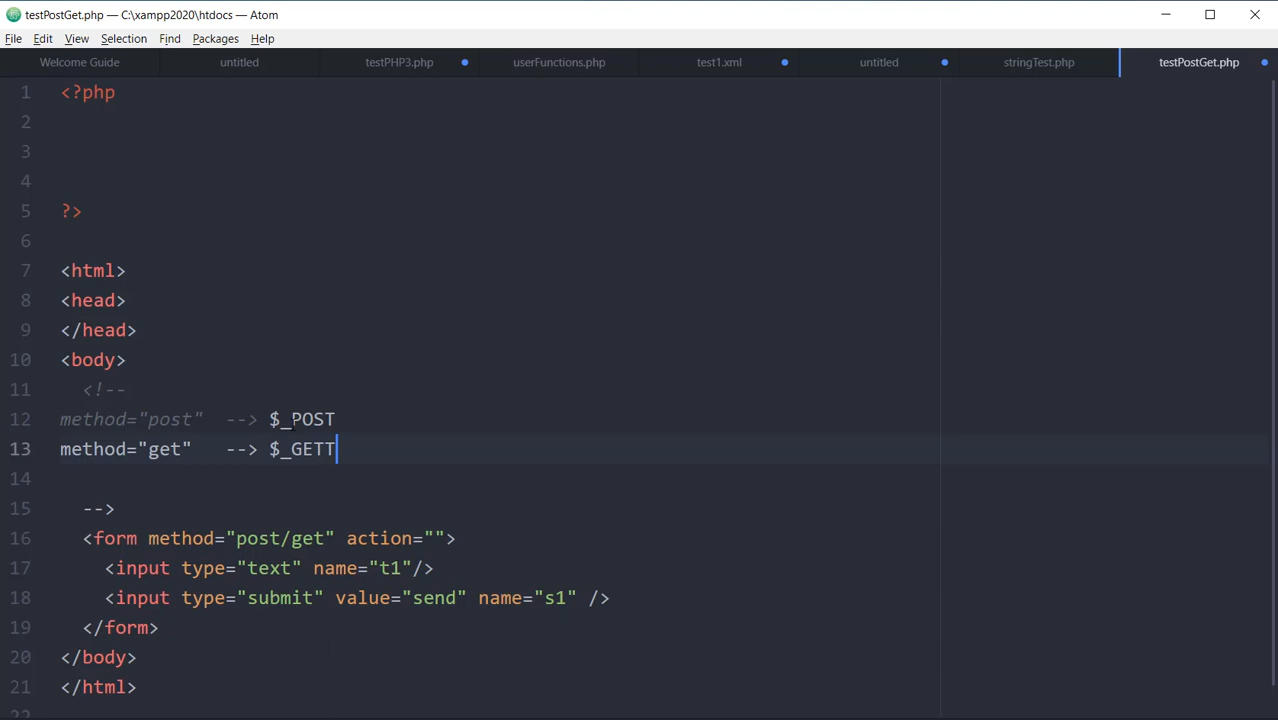 testPostGet.php — C:\xampp2020\htdocs — Atom
File Edit View Selection Find Packages Help
Welcome Guide untitled testPHP3.php userFunctions.php test1.xml untitled stringTest.php testPostGet.php
1 <?php
2
3
4
5 ?>
6
7 <html>
8 <head>
9 </head>
10 <body>
11 <!--
12 method="post" --> $_POST
13 method="get" --> $_GETT
14
15 -->
16 <form method="post/get" action="">
17 <input type="text" name="t1"/>
18 <input type="submit" value="send" name="s1" />
19 </form>
20 </body>
21 </html>
22